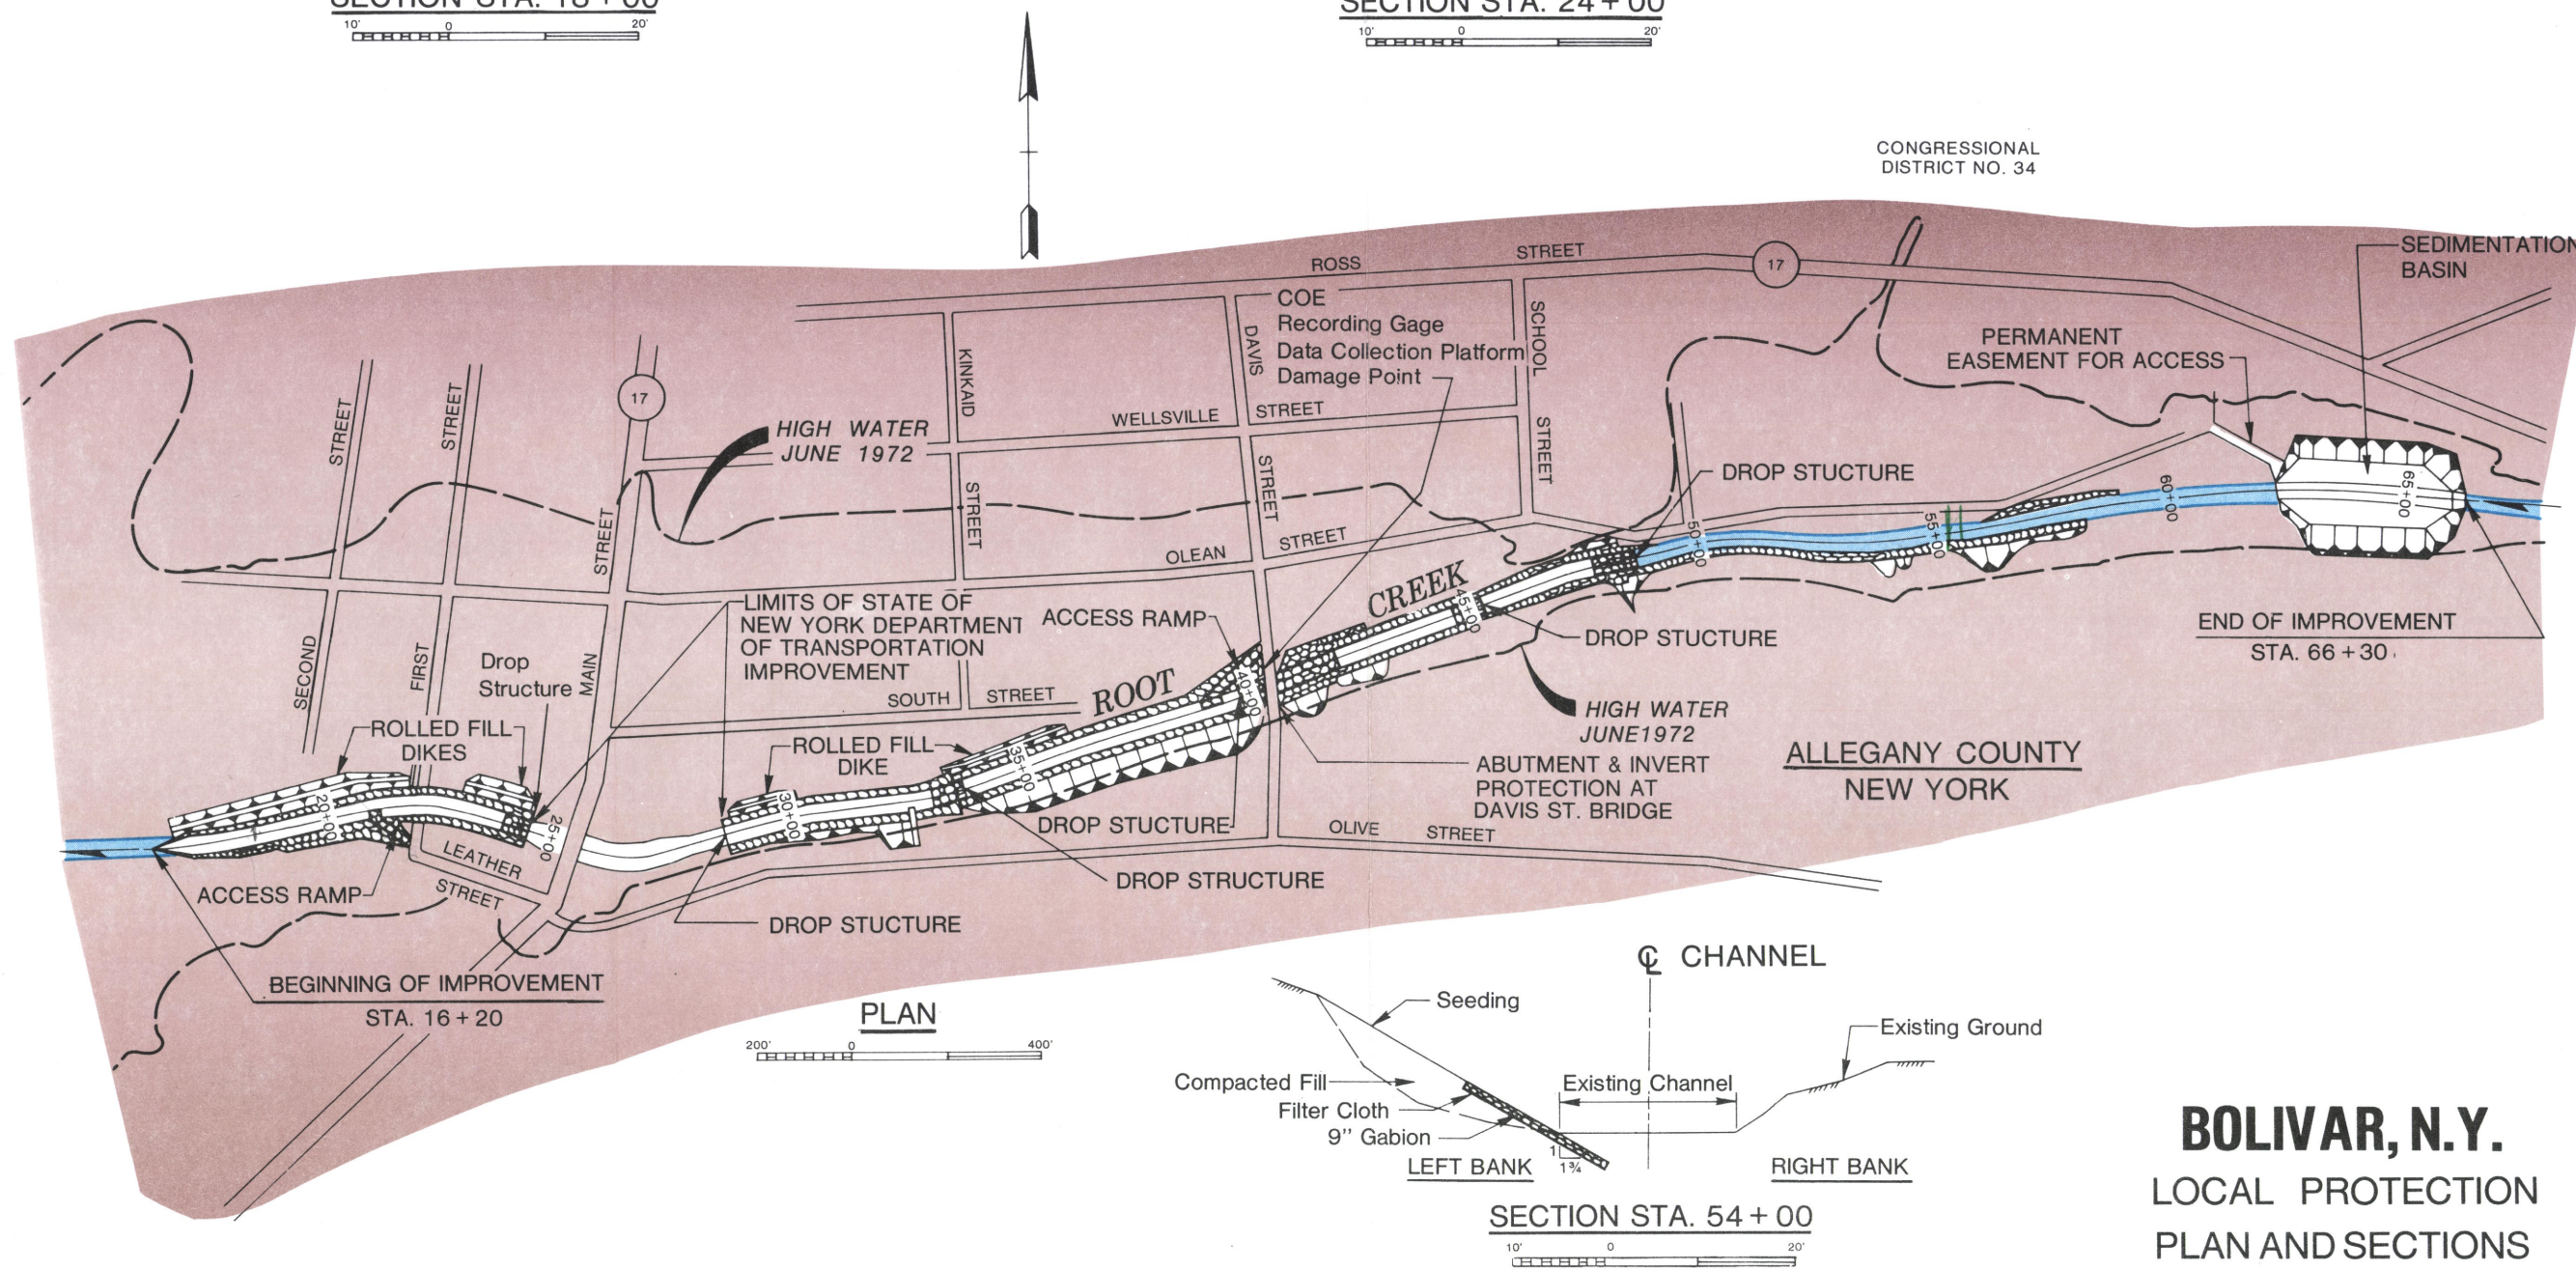 SECTION STA. 18 + 00
10' 0 20'
SECTION STA. 24 + 00
10' 0 20'
CONGRESSIONAL
DISTRICT NO. 34
SEDIMENTATION
BASIN
ROSS STREET
17
COE
Recording Gage
Data Collection Platform
Damage Point
DAVIS
STREET
SCHOOL
STREET
KINKAID
STREET
PERMANENT
EASEMENT FOR ACCESS
17
HIGH WATER
JUNE 1972
WELLSVILLE STREET
STREET
STREET
STREET
DROP STUCTURE
OLEAN STREET
65+00
60+00
55+00
50+00
45+00
40+00
35+00
30+00
25+00
20+00
LIMITS OF STATE OF
NEW YORK DEPARTMENT
OF TRANSPORTATION
IMPROVEMENT
ACCESS RAMP
ROOT CREEK
DROP STUCTURE
END OF IMPROVEMENT
STA. 66 + 30
SECOND
FIRST
MAIN
Drop
Structure
SOUTH STREET
HIGH WATER
JUNE1972
ROLLED FILL
DIKES
ROLLED FILL
DIKE
ABUTMENT & INVERT
PROTECTION AT
DAVIS ST. BRIDGE
ALLEGANY COUNTY
NEW YORK
DROP STUCTURE
OLIVE STREET
LEATHER
STREET
ACCESS RAMP
DROP STRUCTURE
DROP STUCTURE
BEGINNING OF IMPROVEMENT
STA. 16 + 20
PLAN
200' 0 400'
℄ CHANNEL
Seeding
Existing Ground
Compacted Fill
Existing Channel
Filter Cloth
9" Gabion
1
1¾
LEFT BANK
RIGHT BANK
SECTION STA. 54 + 00
10' 0 20'
BOLIVAR, N.Y.
LOCAL PROTECTION
PLAN AND SECTIONS